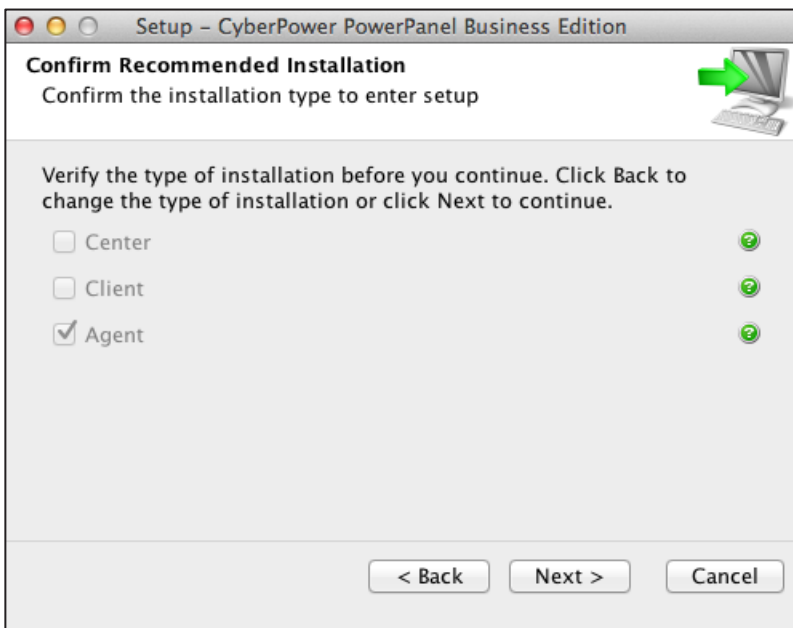 Setup – CyberPower PowerPanel Business Edition
Confirm Recommended Installation
Confirm the installation type to enter setup
Verify the type of installation before you continue. Click Back to
change the type of installation or click Next to continue.
Center
?
Client
?
Agent
?
< Back
Next >
Cancel